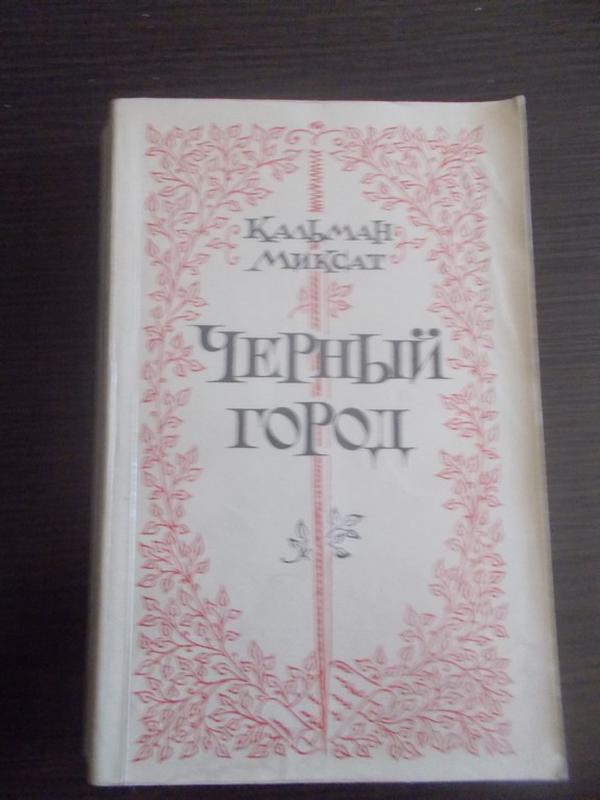 Кальман
Миксат
Черный
город